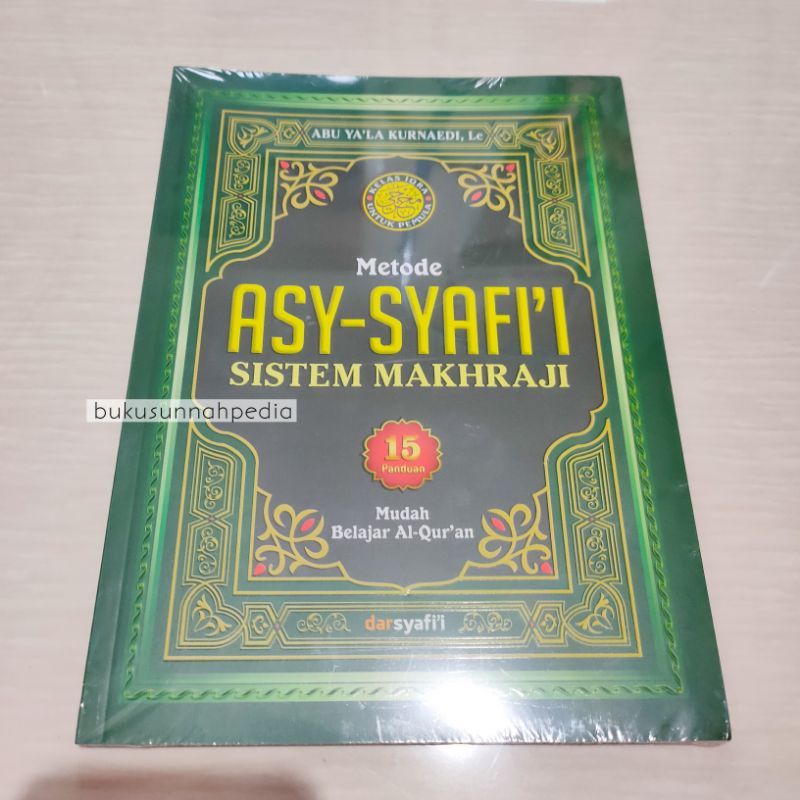 ABU YA'LA KURNAEDI, Lc
KELAS IQRA
UNTUK PEMULA
Metode
ASY-SYAFI'I
SISTEM MAKHRAJI
bukusunnahpedia
15
Panduan
Mudah
Belajar Al-Qur'an
darsyafi'i